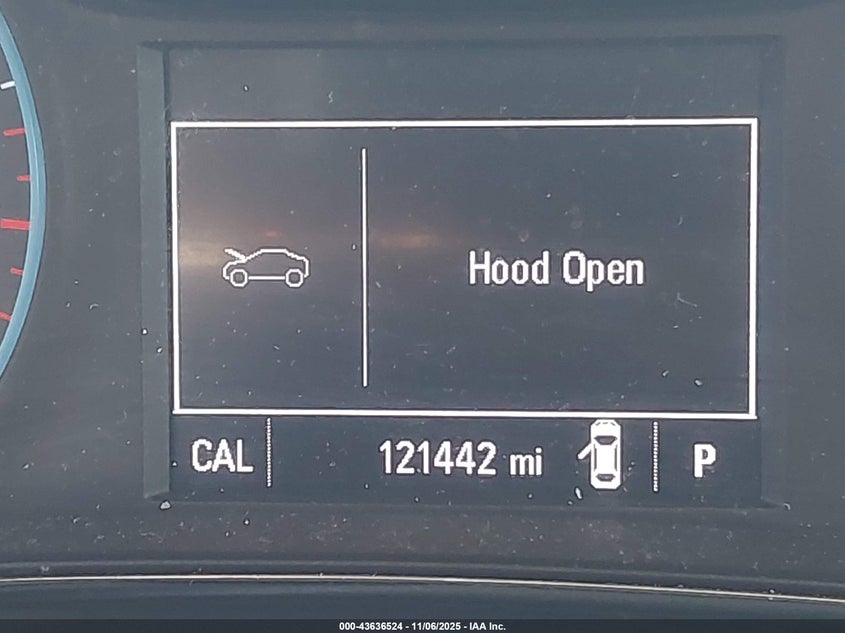 Hood Open
CAL 121442 mi P
000-43636524 - 11/06/2025 - IAA Inc.